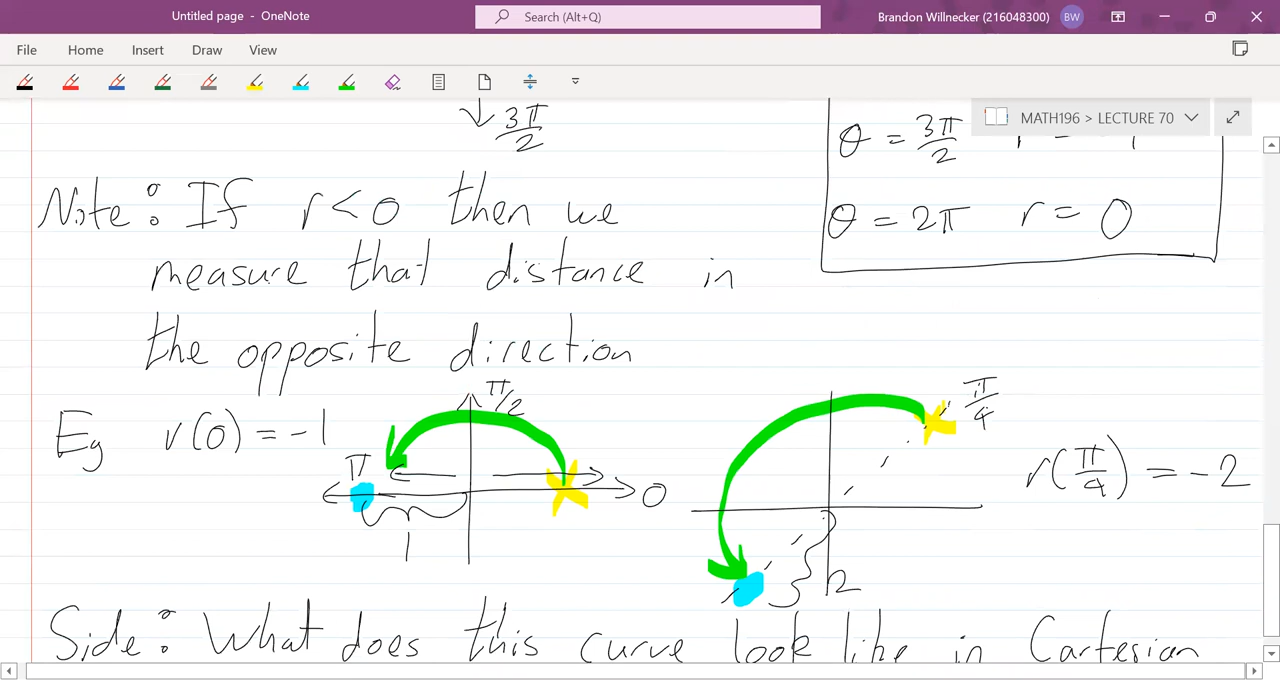 Untitled page - OneNote
Search (Alt+Q)
Brandon Willnecker (216048300)
BW
File Home Insert Draw View
MATH196 > LECTURE 70
3π/2
θ = 3π/2
θ = 2π r = 0
Note: If r < 0 then we
measure that distance in
the opposite direction
Eg r(0) = -1
π/2
π
0
1
π/4
r(π/4) = -2
2
Side: What does this curve look like in Cartesian